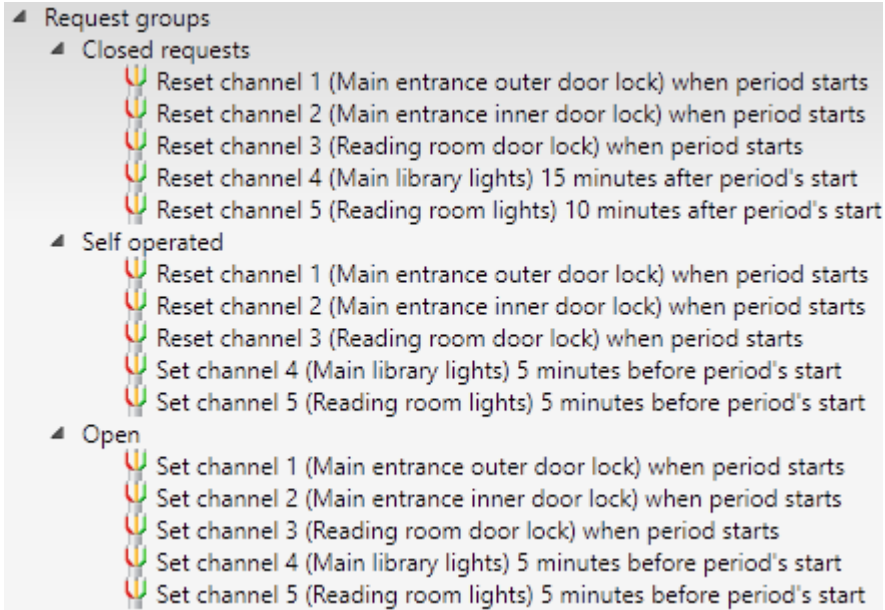 Request groups
Closed requests
Reset channel 1 (Main entrance outer door lock) when period starts
Reset channel 2 (Main entrance inner door lock) when period starts
Reset channel 3 (Reading room door lock) when period starts
Reset channel 4 (Main library lights) 15 minutes after period's start
Reset channel 5 (Reading room lights) 10 minutes after period's start
Self operated
Reset channel 1 (Main entrance outer door lock) when period starts
Reset channel 2 (Main entrance inner door lock) when period starts
Reset channel 3 (Reading room door lock) when period starts
Set channel 4 (Main library lights) 5 minutes before period's start
Set channel 5 (Reading room lights) 5 minutes before period's start
Open
Set channel 1 (Main entrance outer door lock) when period starts
Set channel 2 (Main entrance inner door lock) when period starts
Set channel 3 (Reading room door lock) when period starts
Set channel 4 (Main library lights) 5 minutes before period's start
Set channel 5 (Reading room lights) 5 minutes before period's start